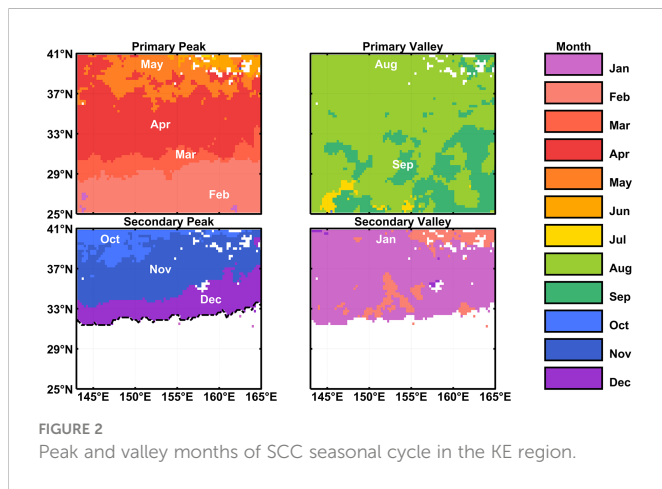 Primary Peak
Primary Valley
Month
41°N
37°N
33°N
29°N
25°N
May
Apr
Mar
Feb
Aug
Sep
Jan
Feb
Mar
Apr
May
Jun
Jul
Aug
Sep
Oct
Nov
Dec
Secondary Peak
Secondary Valley
41°N
37°N
33°N
29°N
25°N
Oct
Nov
Dec
Jan
145°E 150°E 155°E 160°E 165°E
145°E 150°E 155°E 160°E 165°E
FIGURE 2
Peak and valley months of SCC seasonal cycle in the KE region.